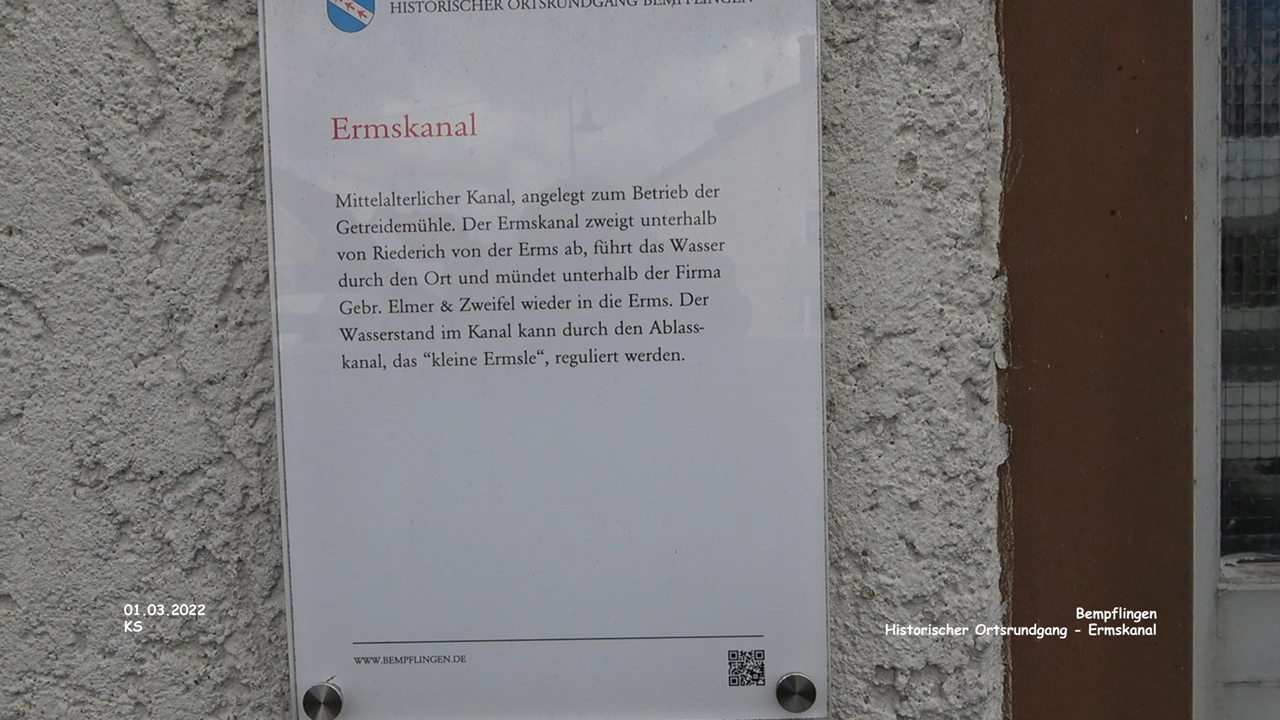 HISTORISCHER ORTSRUNDGANG BEMPFLINGEN
Ermskanal
Mittelalterlicher Kanal, angelegt zum Betrieb der
Getreidemühle. Der Ermskanal zweigt unterhalb
von Riederich von der Erms ab, führt das Wasser
durch den Ort und mündet unterhalb der Firma
Gebr. Elmer & Zweifel wieder in die Erms. Der
Wasserstand im Kanal kann durch den Ablass-
kanal, das “kleine Ermsle“, reguliert werden.
WWW.BEMPFLINGEN.DE
01.03.2022
KS
Bempflingen
Historischer Ortsrundgang - Ermskanal